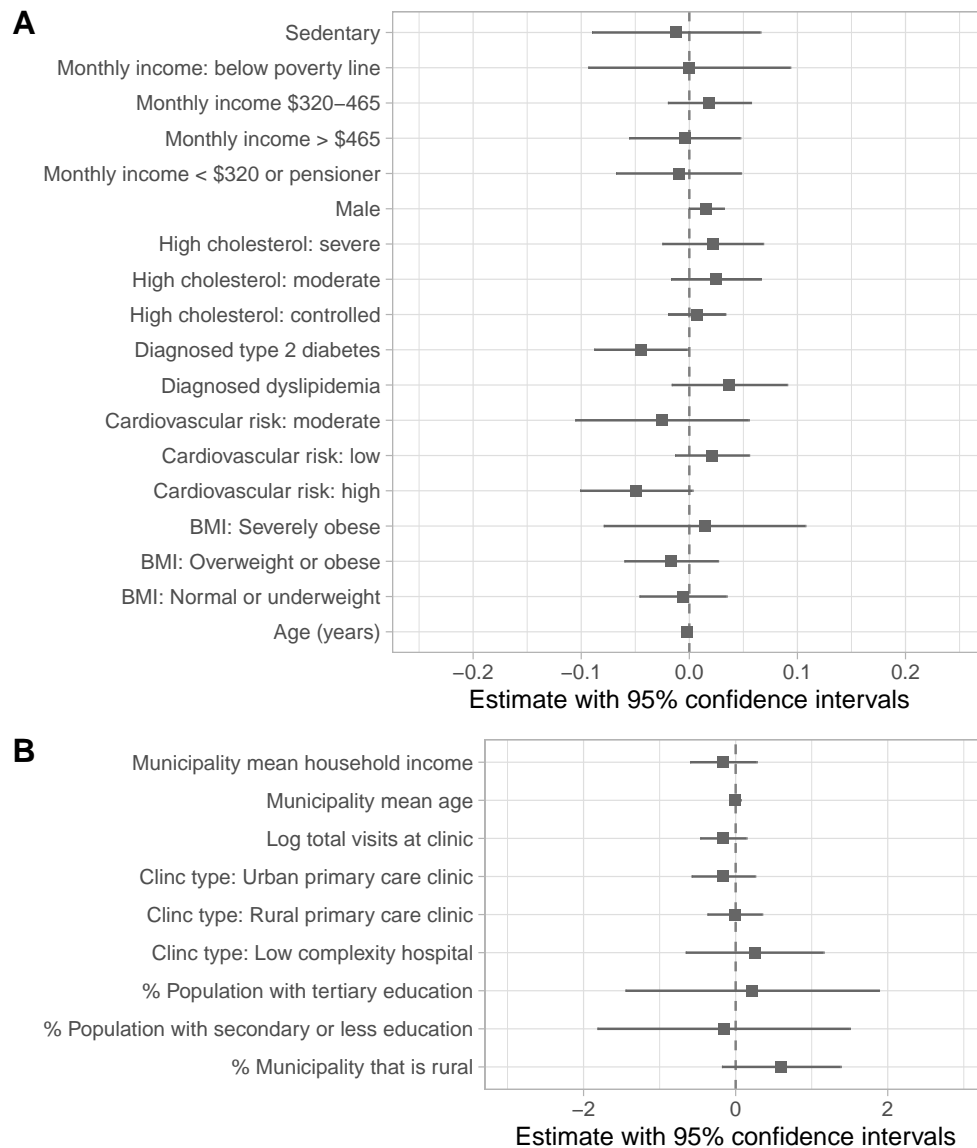 A
Sedentary
Monthly income: below poverty line
Monthly income $320−465
Monthly income > $465
Monthly income < $320 or pensioner
Male
High cholesterol: severe
High cholesterol: moderate
High cholesterol: controlled
Diagnosed type 2 diabetes
Diagnosed dyslipidemia
Cardiovascular risk: moderate
Cardiovascular risk: low
Cardiovascular risk: high
BMI: Severely obese
BMI: Overweight or obese
BMI: Normal or underweight
Age (years)
−0.2 −0.1 0.0 0.1 0.2
Estimate with 95% confidence intervals
B
Municipality mean household income
Municipality mean age
Log total visits at clinic
Clinc type: Urban primary care clinic
Clinc type: Rural primary care clinic
Clinc type: Low complexity hospital
% Population with tertiary education
% Population with secondary or less education
% Municipality that is rural
−2 0 2
Estimate with 95% confidence intervals